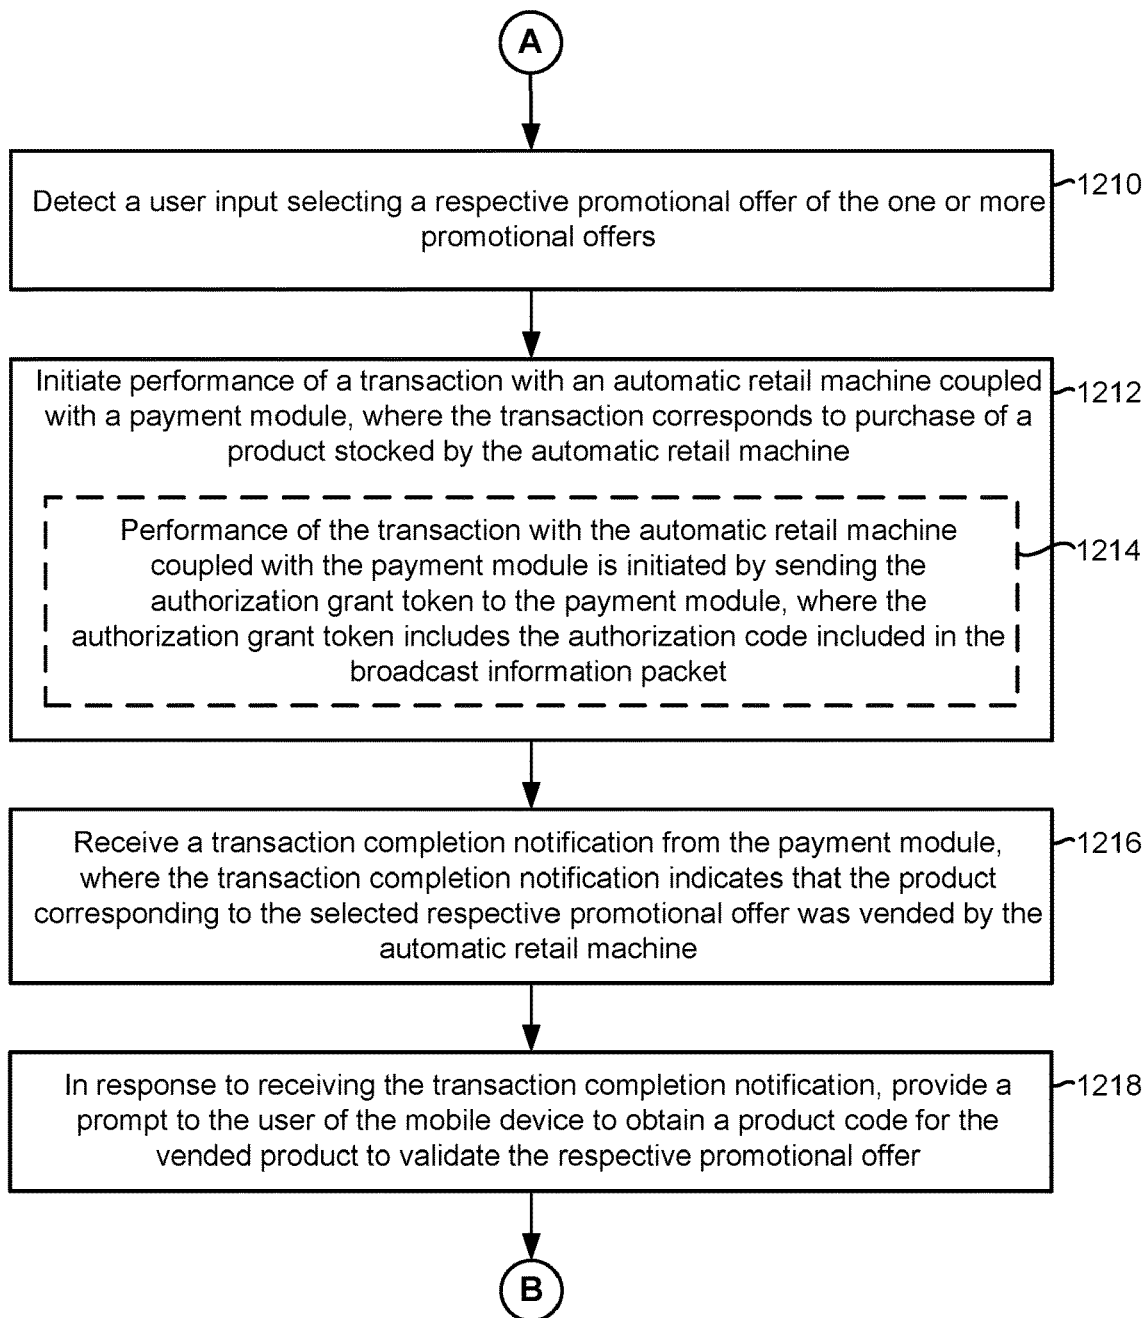 A
Detect a user input selecting a respective promotional offer of the one or more
promotional offers
1210
Initiate performance of a transaction with an automatic retail machine coupled
with a payment module, where the transaction corresponds to purchase of a
product stocked by the automatic retail machine
1212
Performance of the transaction with the automatic retail machine
coupled with the payment module is initiated by sending the
authorization grant token to the payment module, where the
authorization grant token includes the authorization code included in the
broadcast information packet
1214
Receive a transaction completion notification from the payment module,
where the transaction completion notification indicates that the product
corresponding to the selected respective promotional offer was vended by the
automatic retail machine
1216
In response to receiving the transaction completion notification, provide a
prompt to the user of the mobile device to obtain a product code for the
vended product to validate the respective promotional offer
1218
B